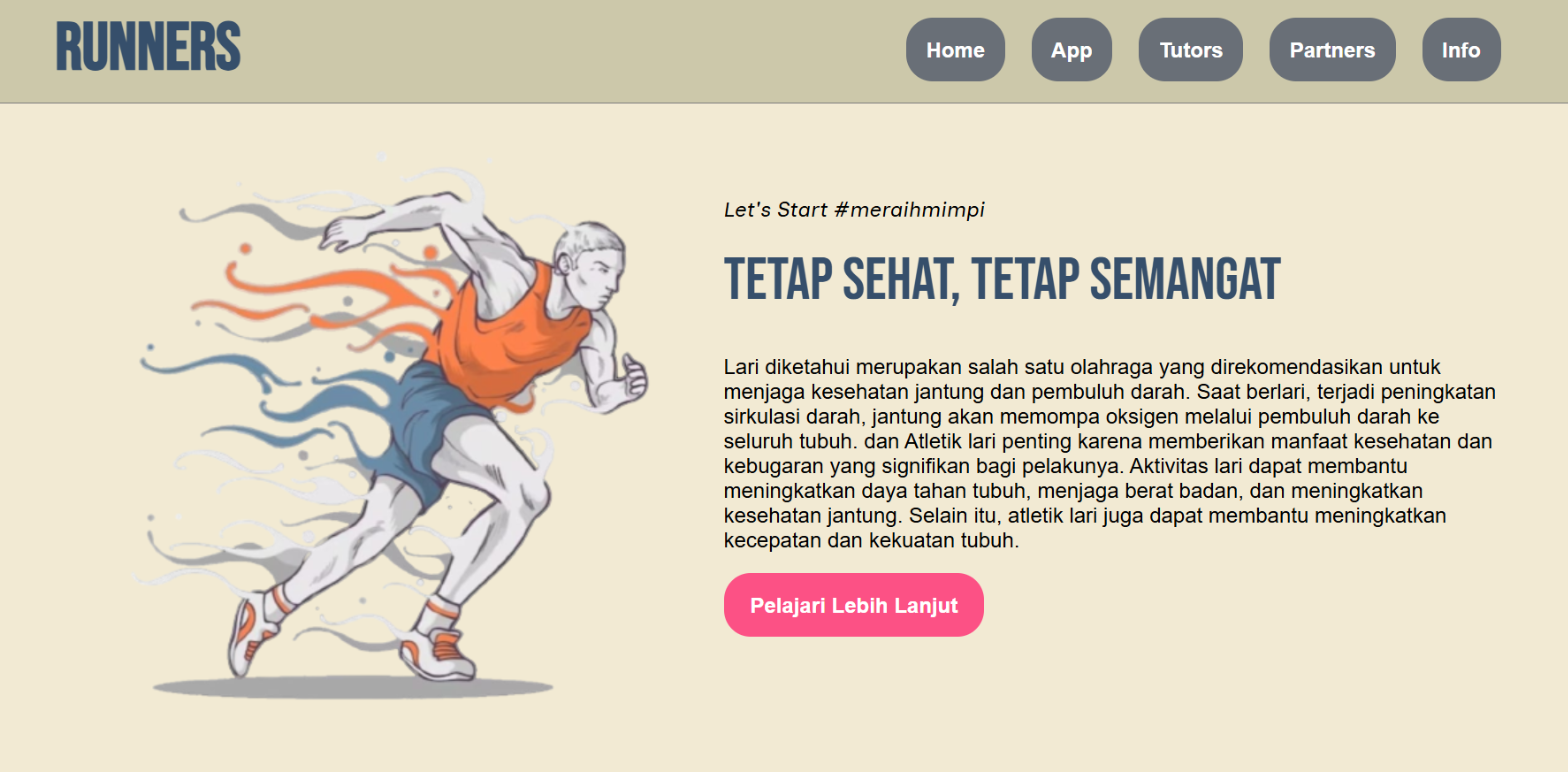 RUNNERS
Home
App
Tutors
Partners
Info
Let's Start #meraihmimpi
TETAP SEHAT, TETAP SEMANGAT
Lari diketahui merupakan salah satu olahraga yang direkomendasikan untuk
menjaga kesehatan jantung dan pembuluh darah. Saat berlari, terjadi peningkatan
sirkulasi darah, jantung akan memompa oksigen melalui pembuluh darah ke
seluruh tubuh. dan Atletik lari penting karena memberikan manfaat kesehatan dan
kebugaran yang signifikan bagi pelakunya. Aktivitas lari dapat membantu
meningkatkan daya tahan tubuh, menjaga berat badan, dan meningkatkan
kesehatan jantung. Selain itu, atletik lari juga dapat membantu meningkatkan
kecepatan dan kekuatan tubuh.
Pelajari Lebih Lanjut